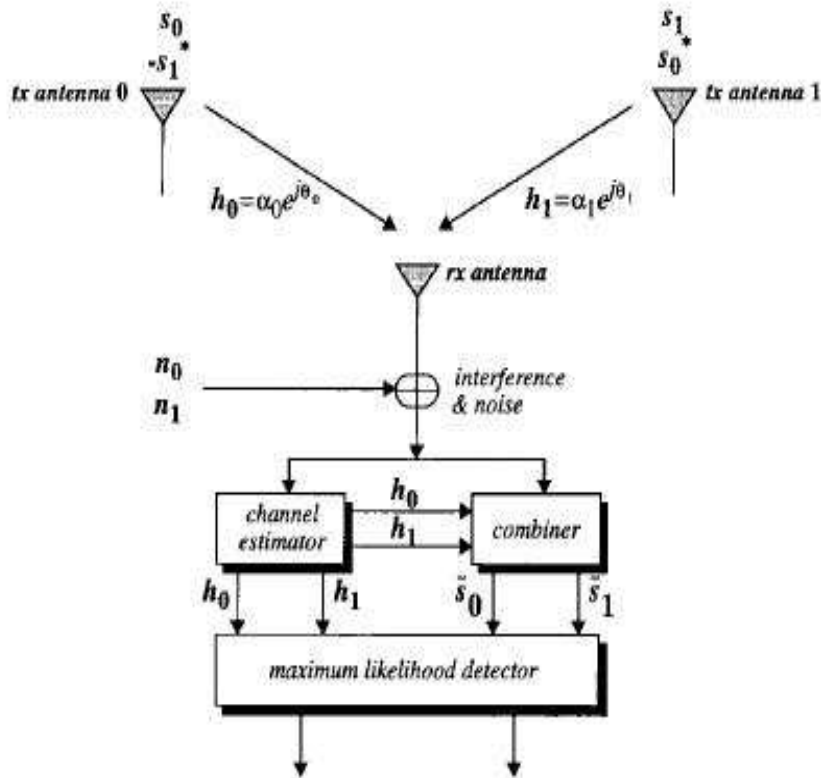 s₀
-s₁*
s₁
s₀*
tx antenna 0
tx antenna 1
h₀=α₀e^jθ₀
h₁=α₁e^jθ₁
rx antenna
n₀
n₁
interference
& noise
channel
estimator
h₀
h₁
combiner
h₀
h₁
s̃₀
s̃₁
maximum likelihood detector